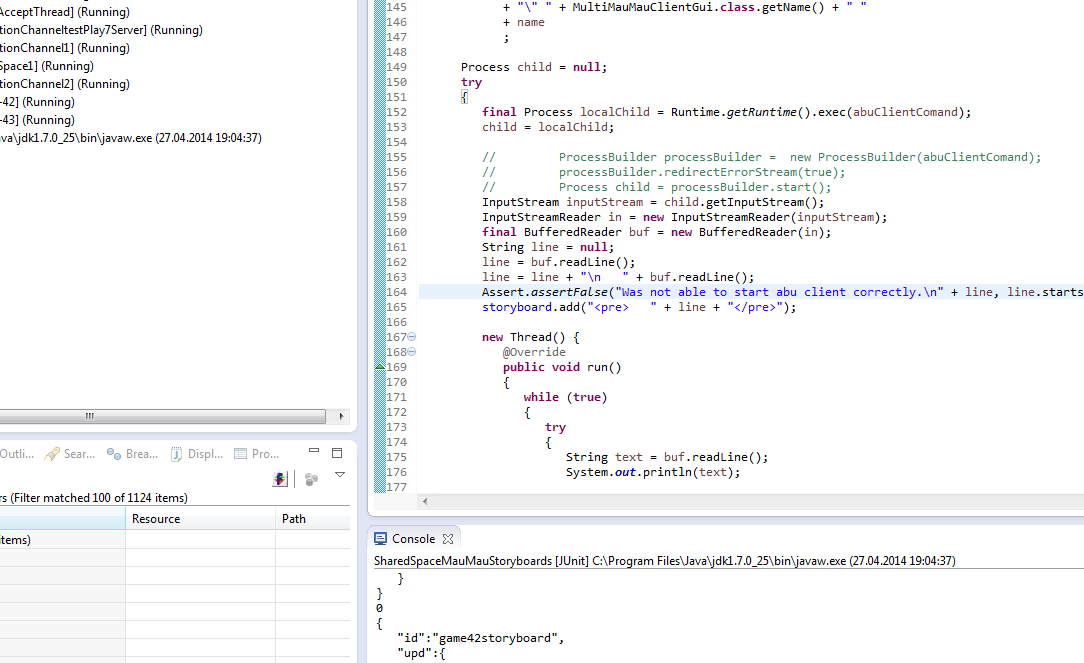 AcceptThread] (Running)
tionChanneltestPlay7Server] (Running)
tionChannel1] (Running)
Space1] (Running)
tionChannel2] (Running)
-42] (Running)
-43] (Running)
ava\jdk1.7.0_25\bin\javaw.exe (27.04.2014 19:04:37)
Outli... Sear... Brea... Displ... Pro...
rs (Filter matched 100 of 1124 items)
Resource Path
items)
145 + "\" " + MultiMauMauClientGui.class.getName() + " "
146 + name
147 ;
148
149 Process child = null;
150 try
151 {
152 final Process localChild = Runtime.getRuntime().exec(abuClientComand);
153 child = localChild;
154
155 // ProcessBuilder processBuilder = new ProcessBuilder(abuClientComand);
156 // processBuilder.redirectErrorStream(true);
157 // Process child = processBuilder.start();
158 InputStream inputStream = child.getInputStream();
159 InputStreamReader in = new InputStreamReader(inputStream);
160 final BufferedReader buf = new BufferedReader(in);
161 String line = null;
162 line = buf.readLine();
163 line = line + "\n   " + buf.readLine();
164 Assert.assertFalse("Was not able to start abu client correctly.\n" + line, line.starts
165 storyboard.add("<pre>   " + line + "</pre>");
166
167 new Thread() {
168 @Override
169 public void run()
170 {
171 while (true)
172 {
173 try
174 {
175 String text = buf.readLine();
176 System.out.println(text);
177
Console
SharedSpaceMauMauStoryboards [JUnit] C:\Program Files\Java\jdk1.7.0_25\bin\javaw.exe (27.04.2014 19:04:37)
}
}
0
{
"id":"game42storyboard",
"upd":{